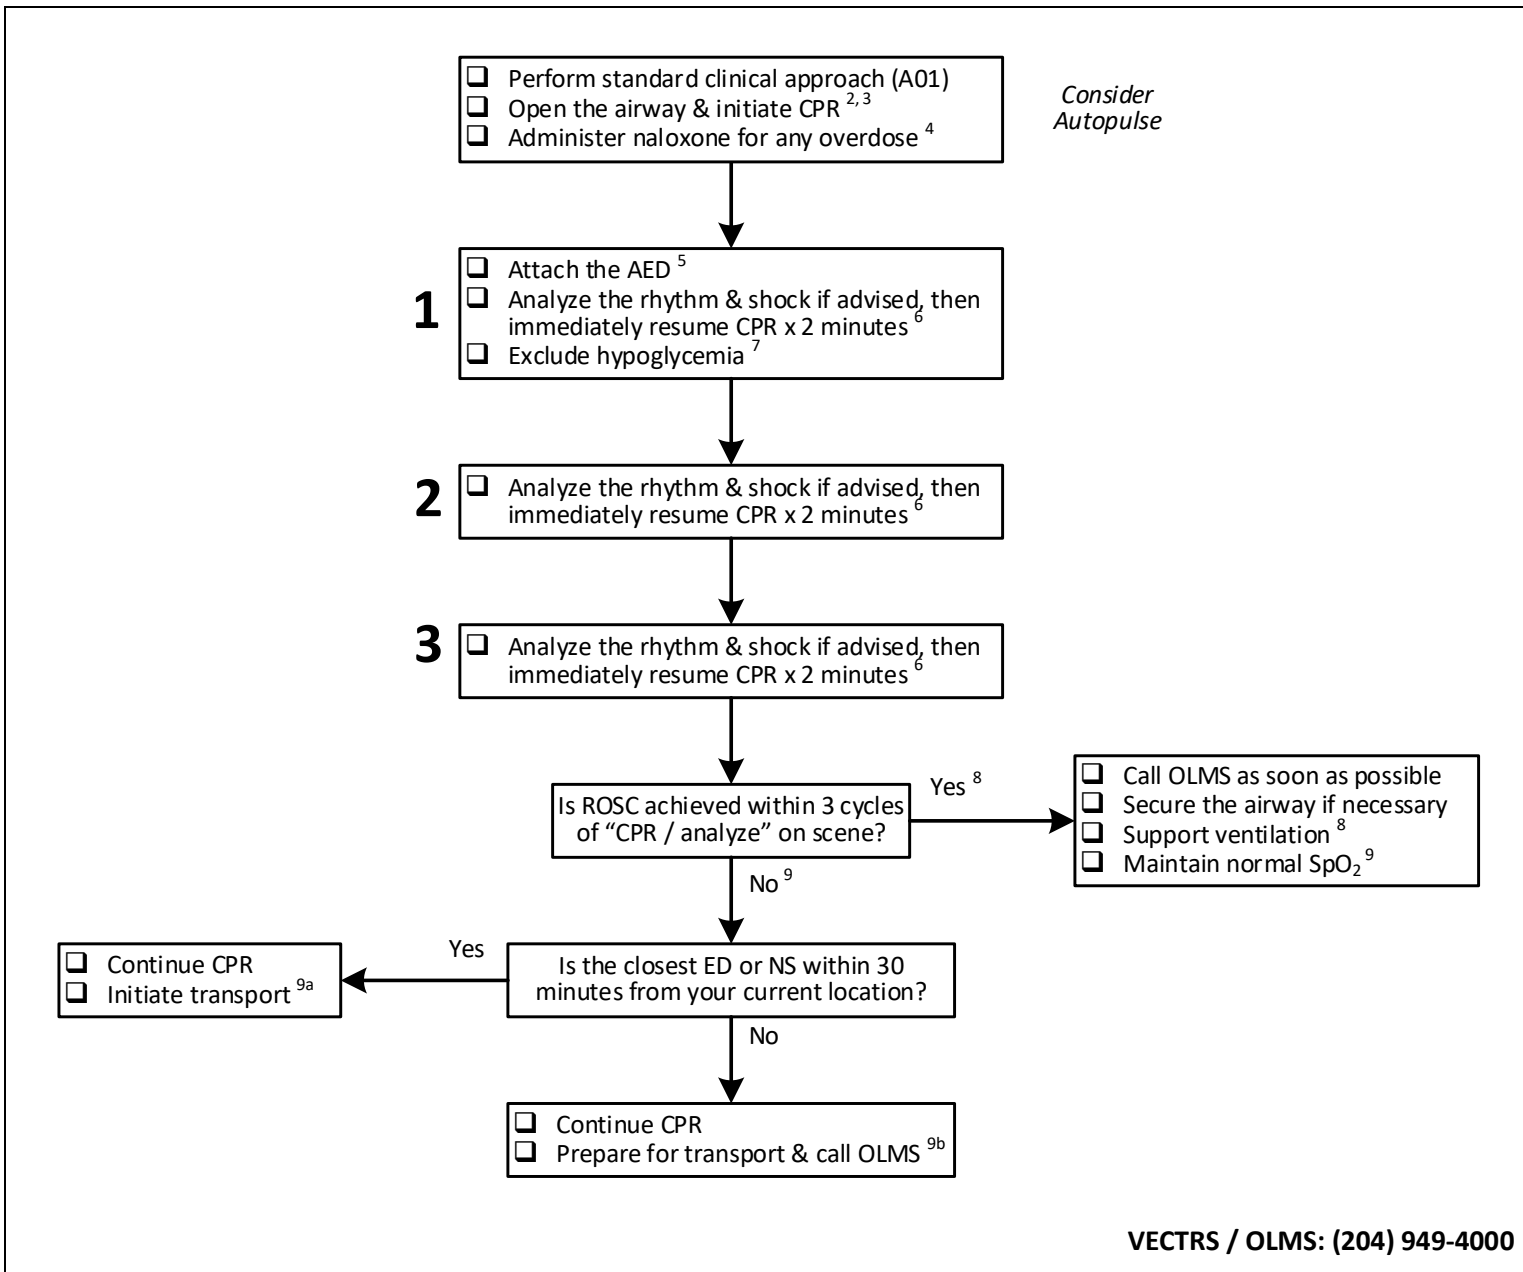 ❑ Perform standard clinical approach (A01)
❑ Open the airway & initiate CPR 2, 3
❑ Administer naloxone for any overdose 4
Consider
Autopulse
1
❑ Attach the AED 5
❑ Analyze the rhythm & shock if advised, then
immediately resume CPR x 2 minutes 6
❑ Exclude hypoglycemia 7
2
❑ Analyze the rhythm & shock if advised, then
immediately resume CPR x 2 minutes 6
3
❑ Analyze the rhythm & shock if advised, then
immediately resume CPR x 2 minutes 6
Is ROSC achieved within 3 cycles
of “CPR / analyze” on scene?
Yes 8
❑ Call OLMS as soon as possible
❑ Secure the airway if necessary
❑ Support ventilation 8
❑ Maintain normal SpO2 9
No 9
Is the closest ED or NS within 30
minutes from your current location?
Yes
❑ Continue CPR
❑ Initiate transport 9a
No
❑ Continue CPR
❑ Prepare for transport & call OLMS 9b
VECTRS / OLMS: (204) 949-4000